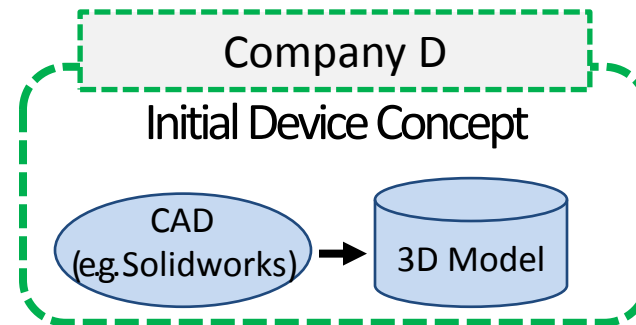 Company D
Initial Device Concept
CAD
(e.g. Solidworks)
3D Model